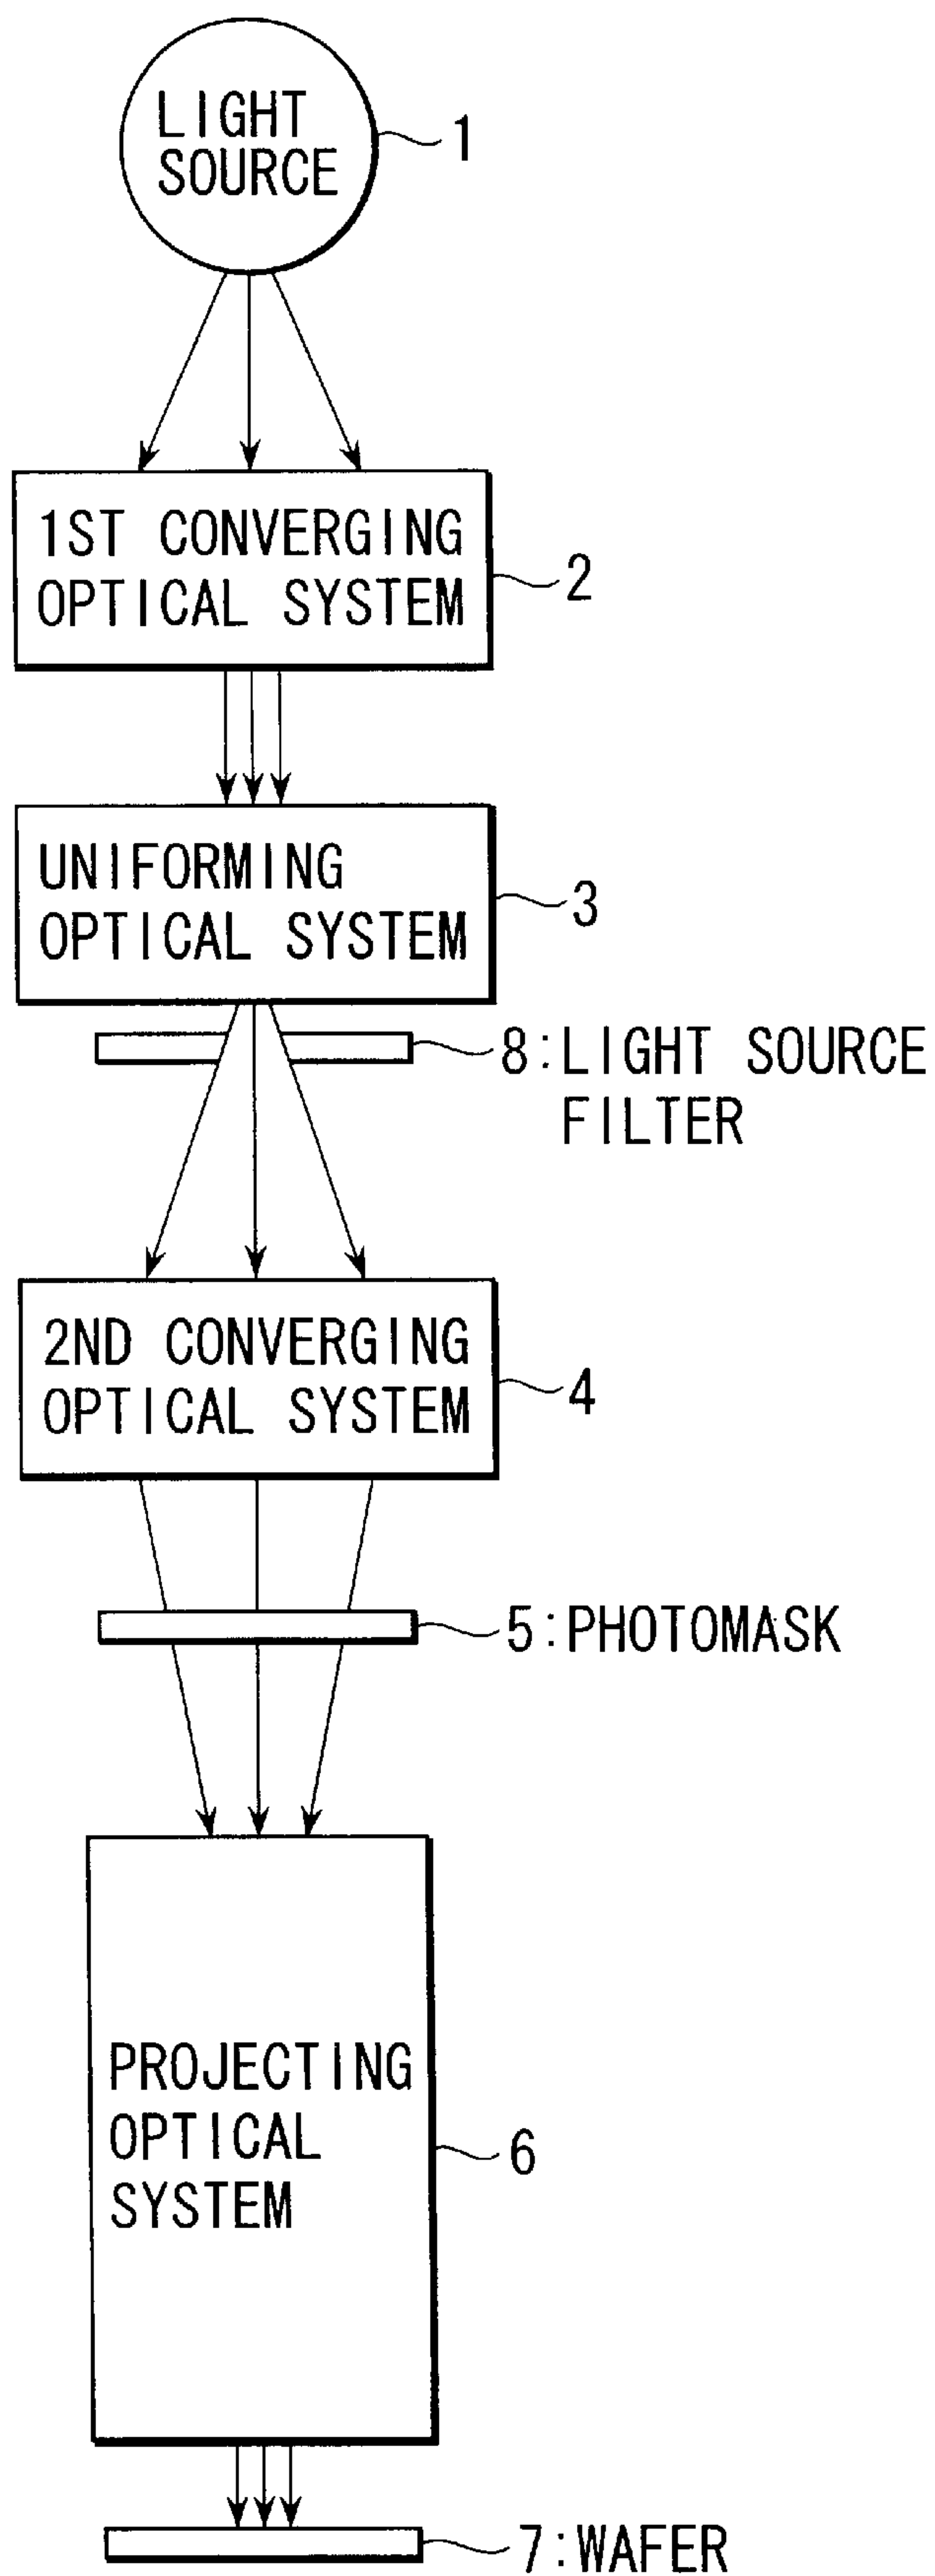 LIGHT
SOURCE
1
1ST CONVERGING
OPTICAL SYSTEM
2
UNIFORMING
OPTICAL SYSTEM
3
8:LIGHT SOURCE
FILTER
2ND CONVERGING
OPTICAL SYSTEM
4
5:PHOTOMASK
PROJECTING
OPTICAL
SYSTEM
6
7:WAFER